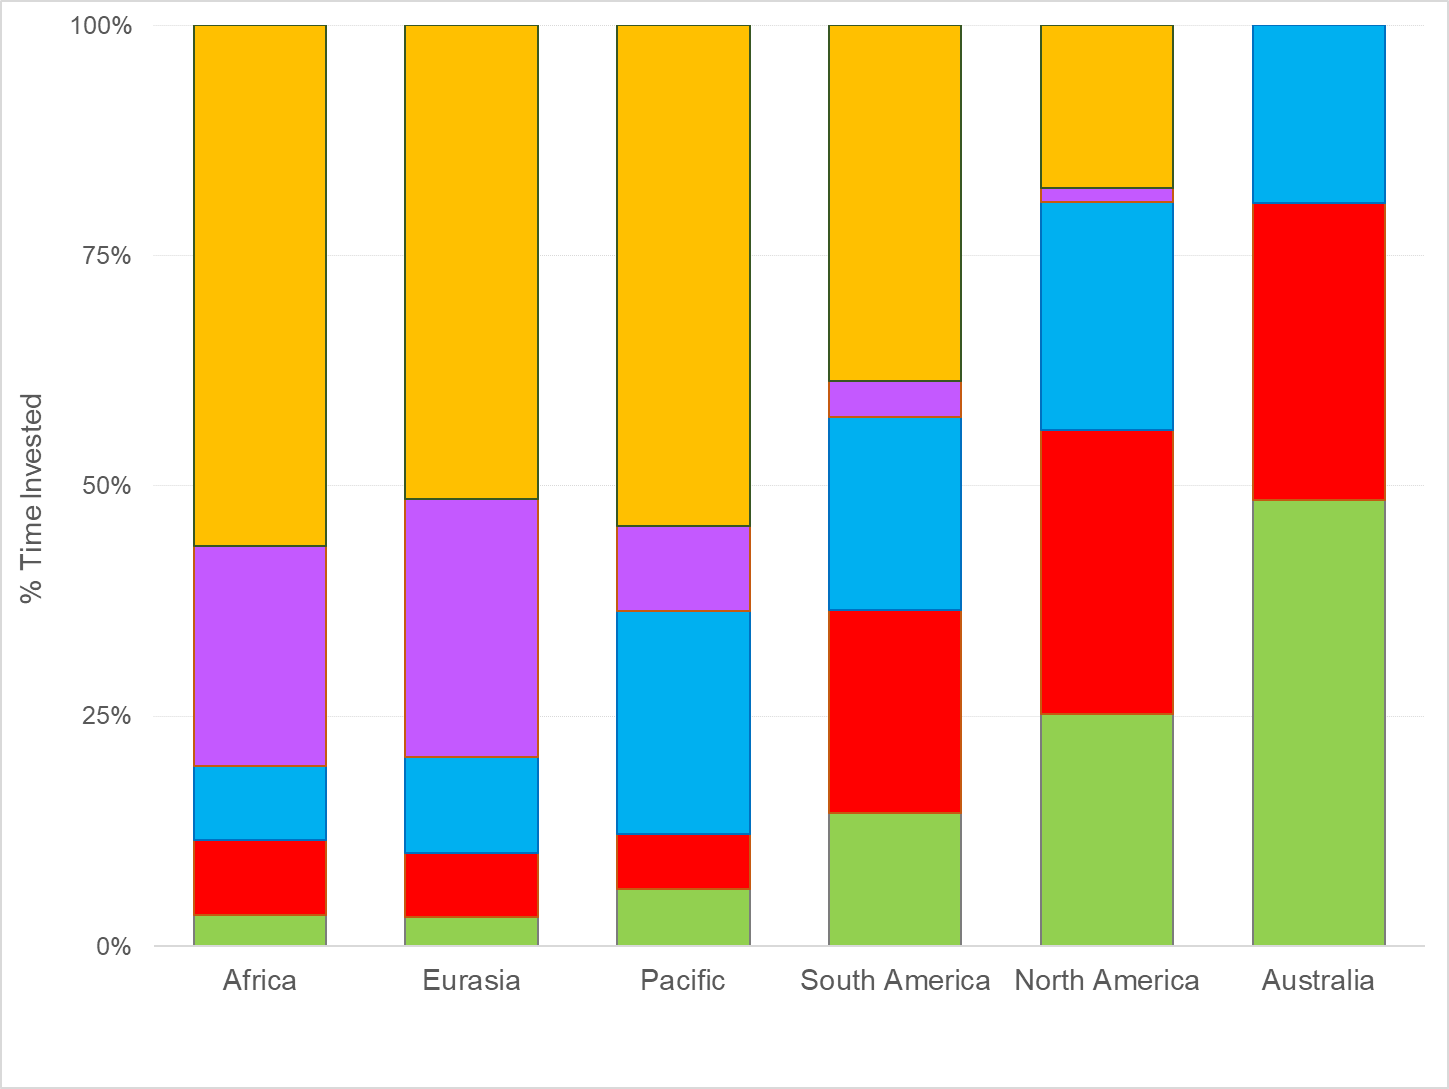 100%
75%
50%
25%
0%
% Time Invested
Africa
Eurasia
Pacific
South America
North America
Australia